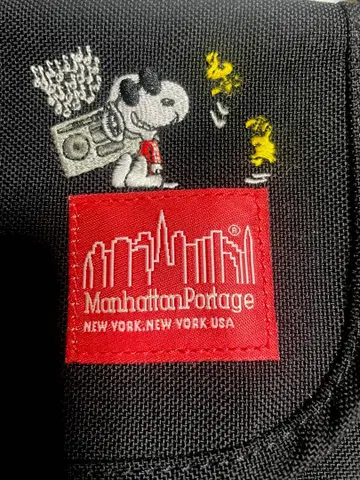 ®
ManhattanPortage
NEW YORK, NEW YORK USA